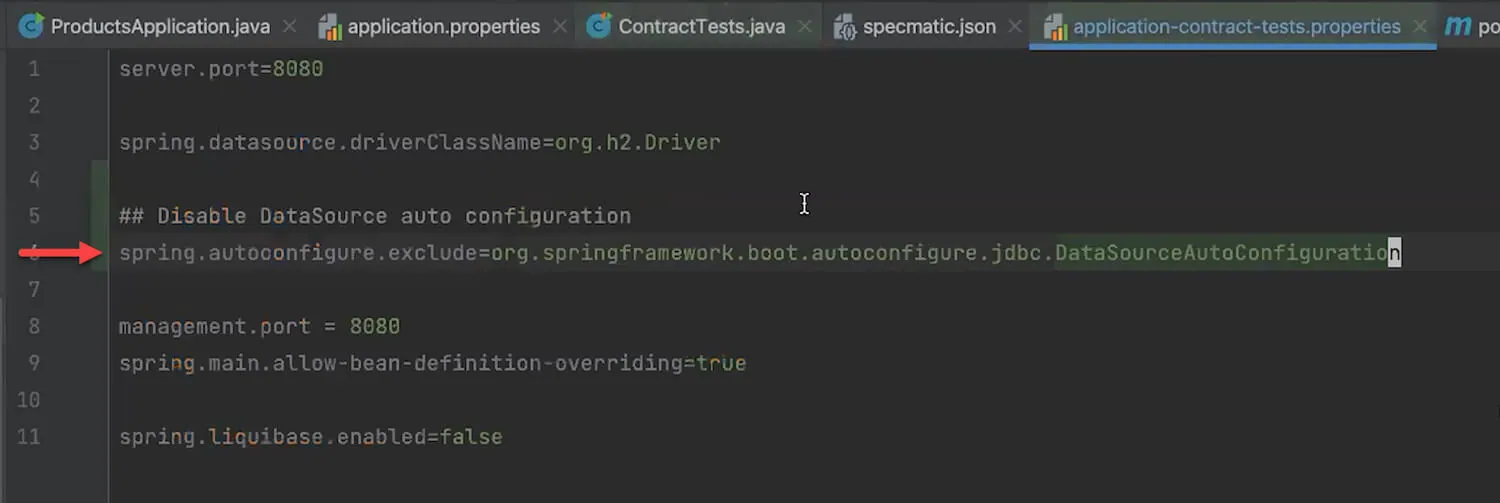 ProductsApplication.java application.properties ContractTests.java specmatic.json application-contract-tests.properties m po
1 server.port=8080
2
3 spring.datasource.driverClassName=org.h2.Driver
4
5 ## Disable DataSource auto configuration
6 spring.autoconfigure.exclude=org.springframework.boot.autoconfigure.jdbc.DataSourceAutoConfiguration
7
8 management.port = 8080
9 spring.main.allow-bean-definition-overriding=true
10
11 spring.liquibase.enabled=false